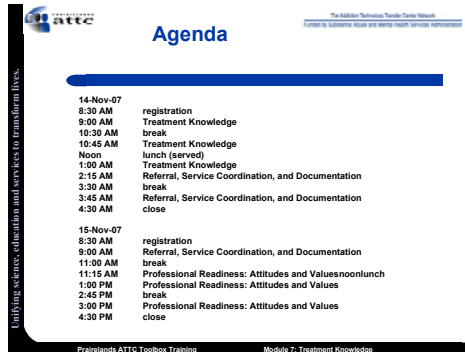 PRAIRIELANDS
attc
The Addiction Technology Transfer Center Network
Funded by Substance Abuse and Mental Health Services Administration
Agenda
Unifying science, education and services to transform lives.
14-Nov-07
8:30 AM registration
9:00 AM Treatment Knowledge
10:30 AM break
10:45 AM Treatment Knowledge
Noon lunch (served)
1:00 AM Treatment Knowledge
2:15 AM Referral, Service Coordination, and Documentation
3:30 AM break
3:45 AM Referral, Service Coordination, and Documentation
4:30 AM close
15-Nov-07
8:30 AM registration
9:00 AM Referral, Service Coordination, and Documentation
11:00 AM break
11:15 AM Professional Readiness: Attitudes and Valuesnoonlunch
1:00 PM Professional Readiness: Attitudes and Values
2:45 PM break
3:00 PM Professional Readiness: Attitudes and Values
4:30 PM close
Prairelands ATTC Toolbox Training Module 7: Treatment Knowledge